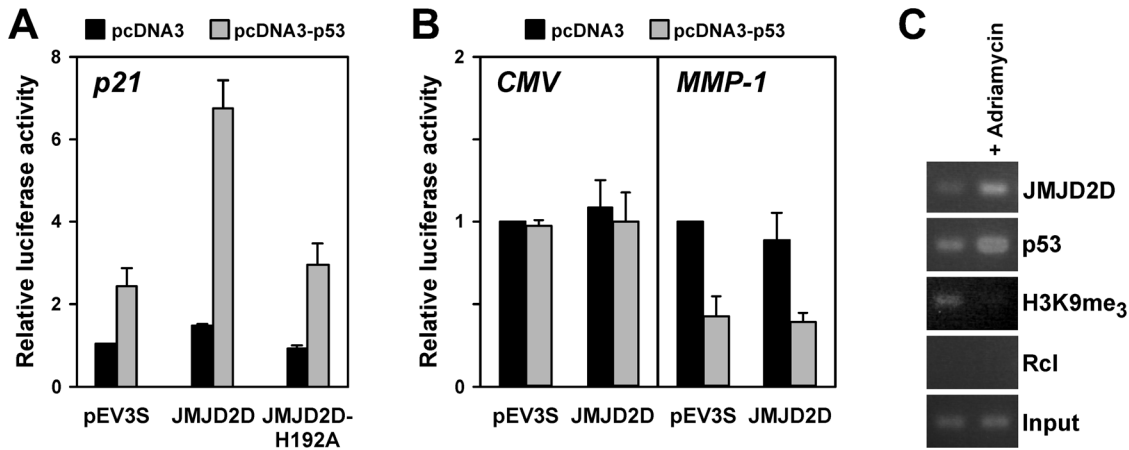 A
pcDNA3 pcDNA3-p53
Relative luciferase activity
8
6
4
2
0
p21
pEV3S JMJD2D JMJD2D-H192A
B
pcDNA3 pcDNA3-p53
Relative luciferase activity
2
1
0
CMV
MMP-1
pEV3S JMJD2D pEV3S JMJD2D
C
+ Adriamycin
JMJD2D
p53
H3K9me3
RcI
Input